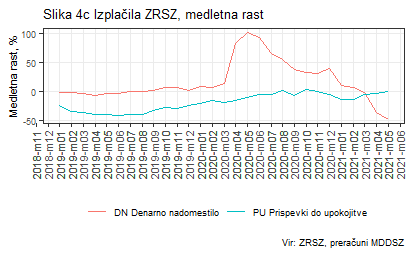 Slika 4c Izplačila ZRSZ, medletna rast
Medletna rast, %
100
50
0
-50
2018-m11
2018-m12
2019-m01
2019-m02
2019-m03
2019-m04
2019-m05
2019-m06
2019-m07
2019-m08
2019-m09
2019-m10
2019-m11
2019-m12
2020-m01
2020-m02
2020-m03
2020-m04
2020-m05
2020-m06
2020-m07
2020-m08
2020-m09
2020-m10
2020-m11
2020-m12
2021-m01
2021-m02
2021-m03
2021-m04
2021-m05
2021-m06
DN Denarno nadomestilo PU Prispevki do upokojitve
Vir: ZRSZ, preračuni MDDSZ